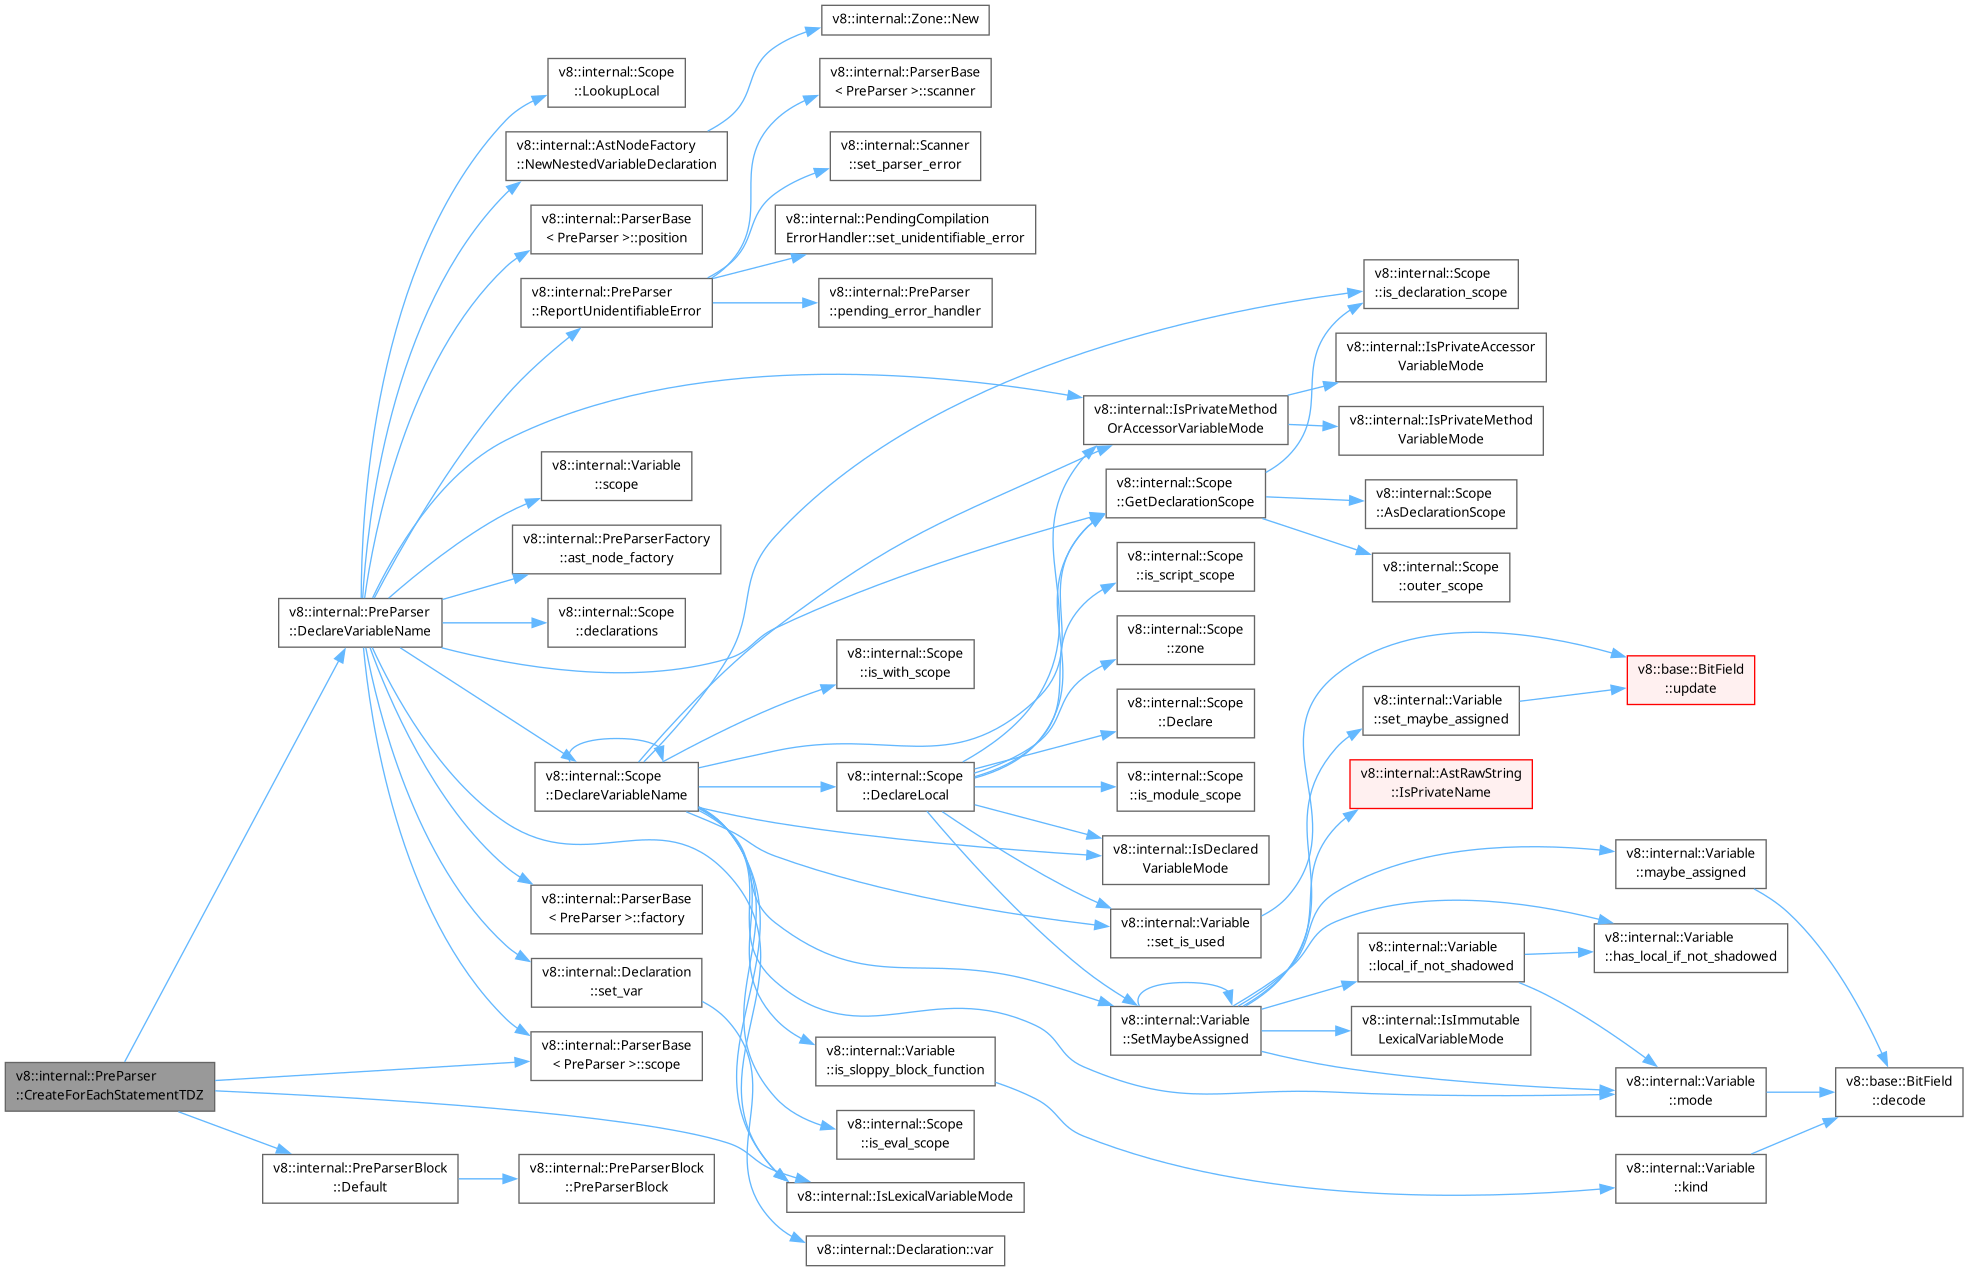 v8::internal::Zone::New
v8::internal::Scope
::LookupLocal
v8::internal::ParserBase
< PreParser >::scanner
v8::internal::AstNodeFactory
::NewNestedVariableDeclaration
v8::internal::Scanner
::set_parser_error
v8::internal::ParserBase
< PreParser >::position
v8::internal::PendingCompilation
ErrorHandler::set_unidentifiable_error
v8::internal::PreParser
::ReportUnidentifiableError
v8::internal::PreParser
::pending_error_handler
v8::internal::Scope
::is_declaration_scope
v8::internal::IsPrivateAccessor
VariableMode
v8::internal::IsPrivateMethod
OrAccessorVariableMode
v8::internal::IsPrivateMethod
VariableMode
v8::internal::Variable
::scope
v8::internal::Scope
::GetDeclarationScope
v8::internal::Scope
::AsDeclarationScope
v8::internal::PreParserFactory
::ast_node_factory
v8::internal::Scope
::is_script_scope
v8::internal::Scope
::outer_scope
v8::internal::PreParser
::DeclareVariableName
v8::internal::Scope
::declarations
v8::internal::Scope
::zone
v8::internal::Scope
::is_with_scope
v8::base::BitField
::update
v8::internal::Scope
::Declare
v8::internal::Variable
::set_maybe_assigned
v8::internal::Scope
::DeclareVariableName
v8::internal::Scope
::DeclareLocal
v8::internal::Scope
::is_module_scope
v8::internal::AstRawString
::IsPrivateName
v8::internal::IsDeclared
VariableMode
v8::internal::Variable
::maybe_assigned
v8::internal::ParserBase
< PreParser >::factory
v8::internal::Variable
::set_is_used
v8::internal::Variable
::local_if_not_shadowed
v8::internal::Variable
::has_local_if_not_shadowed
v8::internal::Declaration
::set_var
v8::internal::Variable
::SetMaybeAssigned
v8::internal::IsImmutable
LexicalVariableMode
v8::internal::ParserBase
< PreParser >::scope
v8::internal::Variable
::is_sloppy_block_function
v8::internal::PreParser
::CreateForEachStatementTDZ
v8::internal::Variable
::mode
v8::base::BitField
::decode
v8::internal::Scope
::is_eval_scope
v8::internal::PreParserBlock
::Default
v8::internal::PreParserBlock
::PreParserBlock
v8::internal::IsLexicalVariableMode
v8::internal::Variable
::kind
v8::internal::Declaration::var